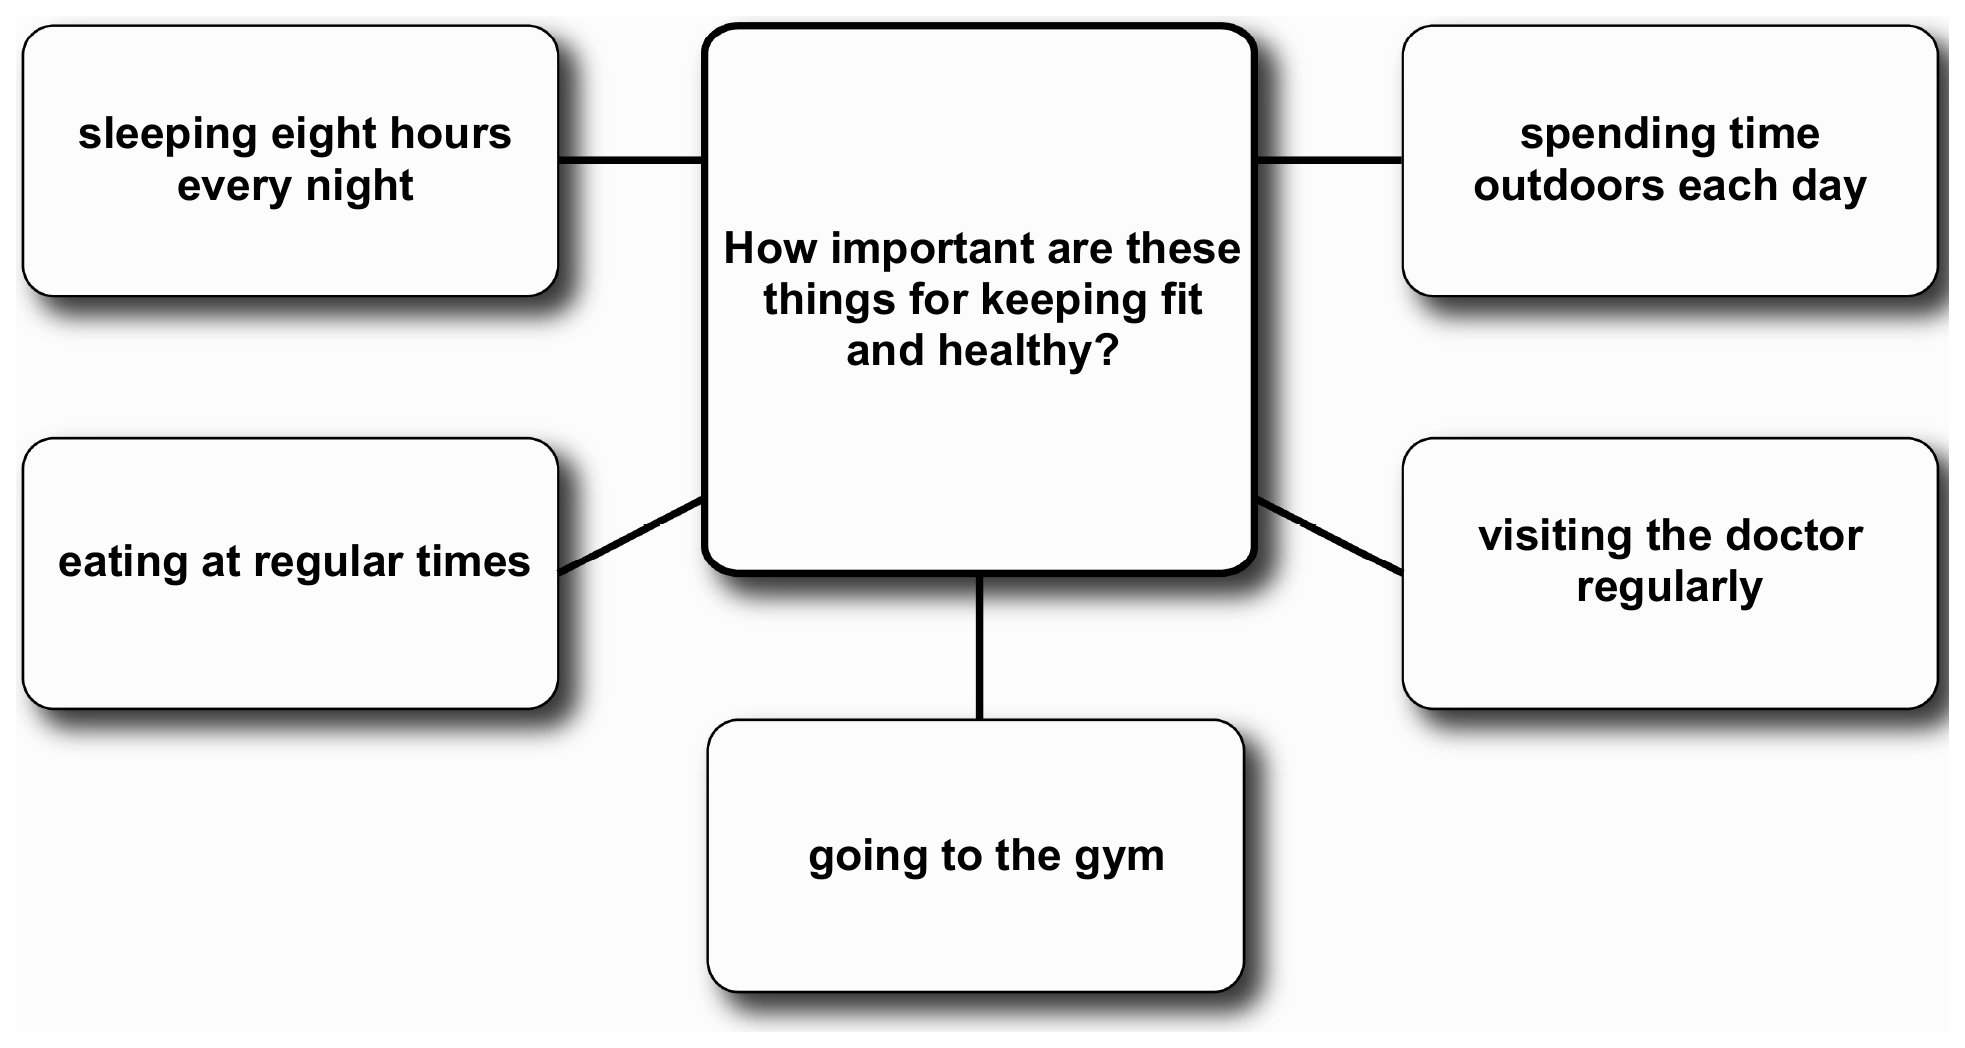 sleeping eight hours
every night
How important are these
things for keeping fit
and healthy?
spending time
outdoors each day
eating at regular times
visiting the doctor
regularly
going to the gym